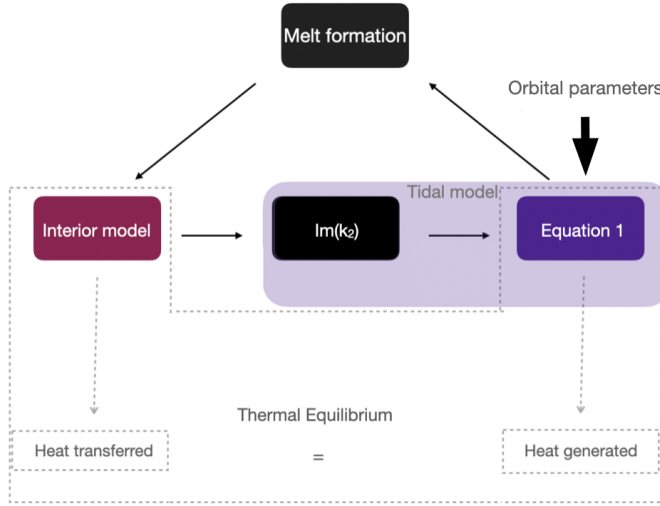 Melt formation
Orbital parameters
Tidal model
Interior model
Im(k₂)
Equation 1
Thermal Equilibrium
Heat transferred
=
Heat generated